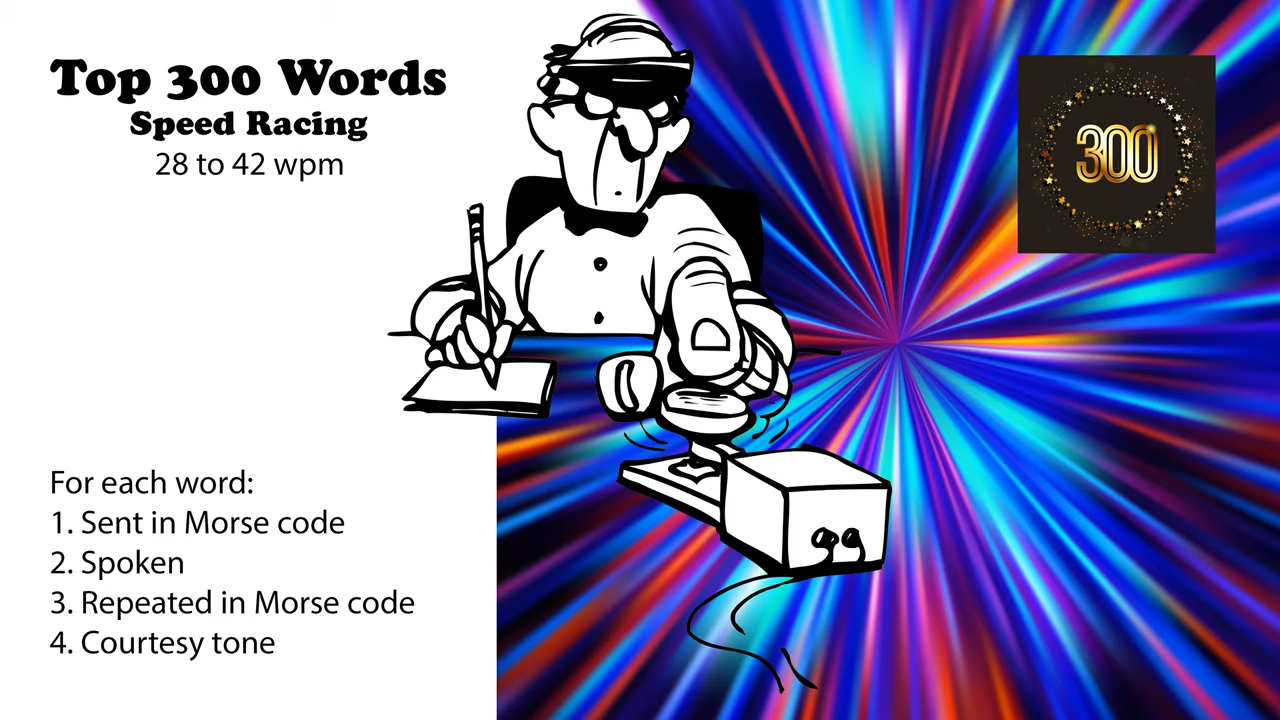 Top 300 Words
Speed Racing
28 to 42 wpm
300
For each word:
1. Sent in Morse code
2. Spoken
3. Repeated in Morse code
4. Courtesy tone